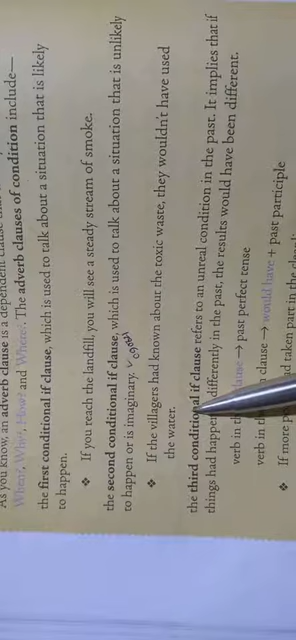 As you know, an adverb clause is a dependent clause
When?, Why?, How? and Where?. The adverb clauses of condition include—
the first conditional if clause, which is used to talk about a situation that is likely
to happen.
❖ If you reach the landfill, you will see a steady stream of smoke.
the second conditional if clause, which is used to talk about a situation that is unlikely
to happen or is imaginary.
❖ If the villagers had known about the toxic waste, they wouldn't have used
the water.
the third conditional if clause refers to an unreal condition in the past. It implies that if
things had happened differently in the past, the results would have been different.
verb in the clause → past perfect tense
verb in the clause → would have + past participle
❖ If more had taken part in the